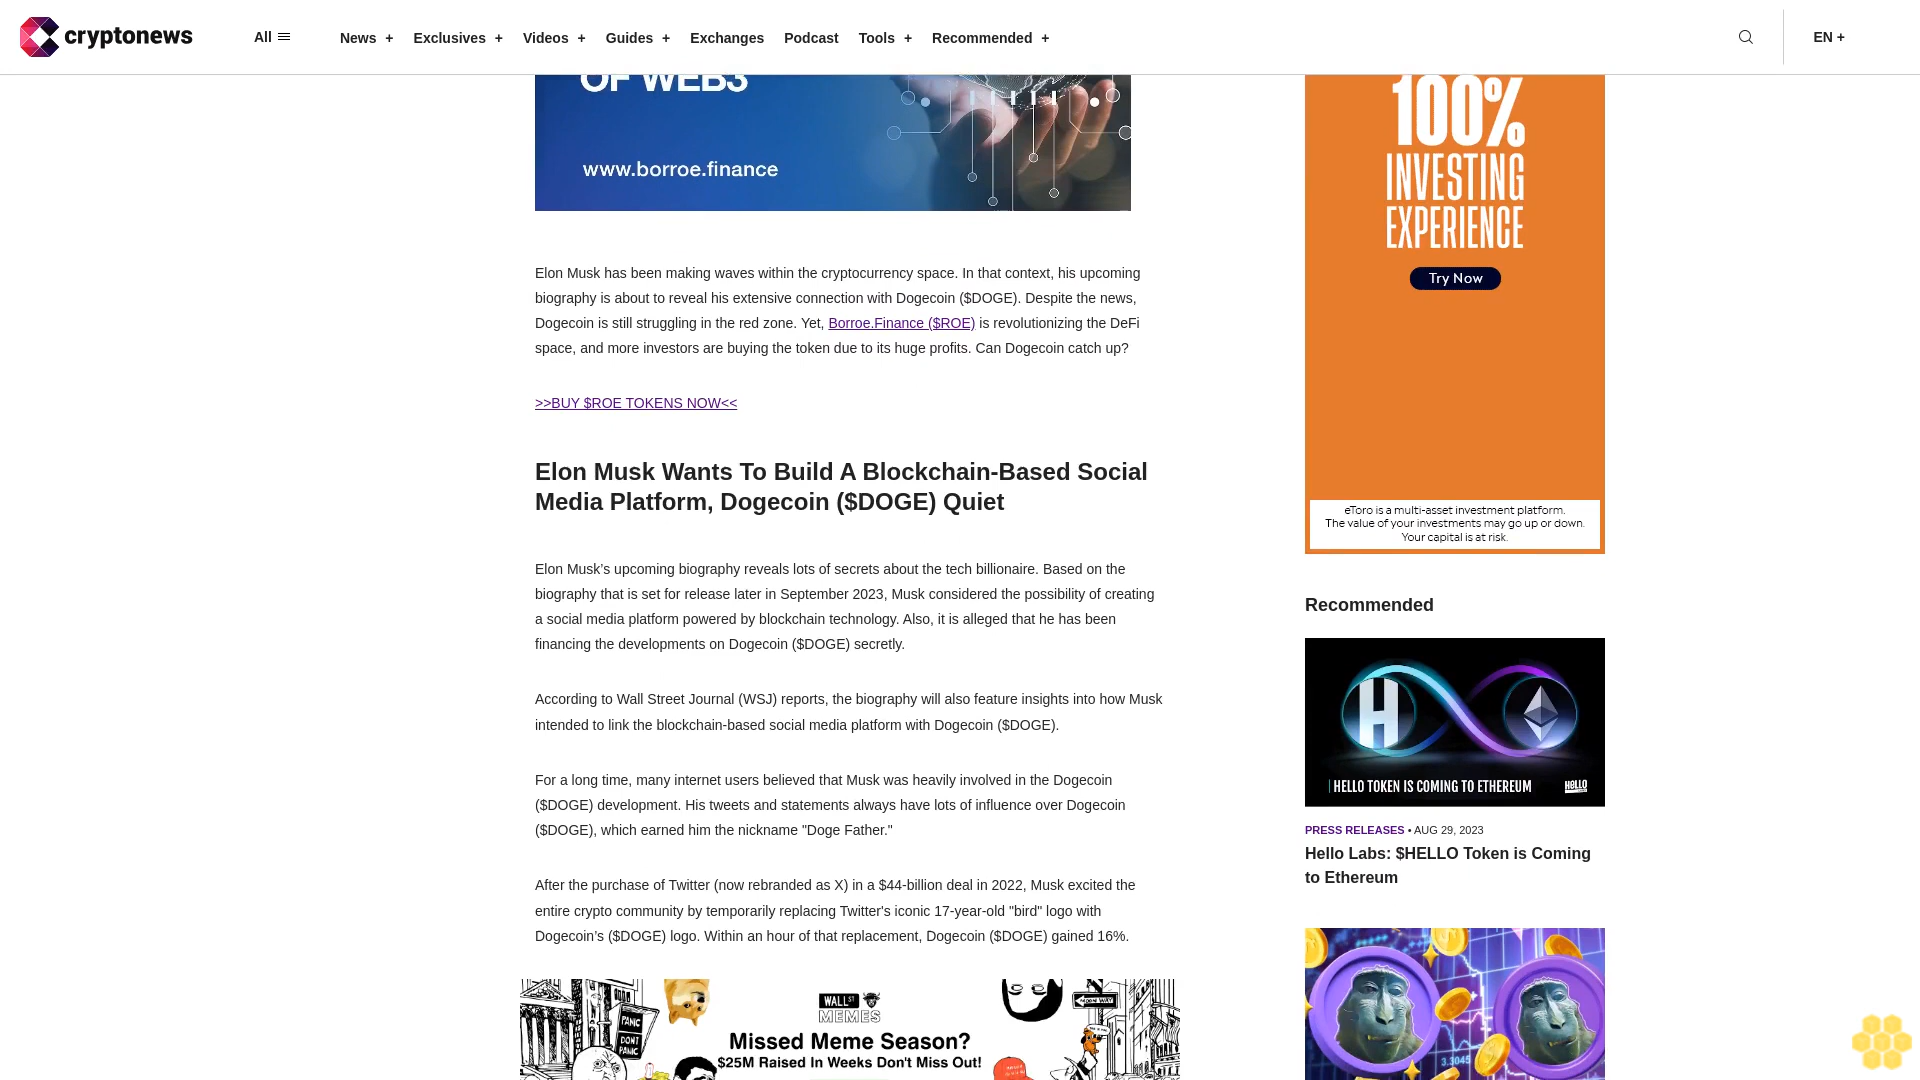 cryptonews
All
News +
Exclusives +
Videos +
Guides +
Exchanges
Podcast
Tools +
Recommended +
EN +
OF WEB3
www.borroe.finance
Elon Musk has been making waves within the cryptocurrency space. In that context, his upcoming
biography is about to reveal his extensive connection with Dogecoin ($DOGE). Despite the news,
Dogecoin is still struggling in the red zone. Yet, Borroe.Finance ($ROE) is revolutionizing the DeFi
space, and more investors are buying the token due to its huge profits. Can Dogecoin catch up?
>>BUY $ROE TOKENS NOW<<
Elon Musk Wants To Build A Blockchain-Based Social
Media Platform, Dogecoin ($DOGE) Quiet
Elon Musk’s upcoming biography reveals lots of secrets about the tech billionaire. Based on the
biography that is set for release later in September 2023, Musk considered the possibility of creating
a social media platform powered by blockchain technology. Also, it is alleged that he has been
financing the developments on Dogecoin ($DOGE) secretly.
According to Wall Street Journal (WSJ) reports, the biography will also feature insights into how Musk
intended to link the blockchain-based social media platform with Dogecoin ($DOGE).
For a long time, many internet users believed that Musk was heavily involved in the Dogecoin
($DOGE) development. His tweets and statements always have lots of influence over Dogecoin
($DOGE), which earned him the nickname "Doge Father."
After the purchase of Twitter (now rebranded as X) in a $44-billion deal in 2022, Musk excited the
entire crypto community by temporarily replacing Twitter's iconic 17-year-old "bird" logo with
Dogecoin’s ($DOGE) logo. Within an hour of that replacement, Dogecoin ($DOGE) gained 16%.
PANIC
DONT
PANIC
WALL ST
MEMES
Missed Meme Season?
$25M Raised In Weeks Don't Miss Out!
100%
INVESTING
EXPERIENCE
Try Now
eToro is a multi-asset investment platform.
The value of your investments may go up or down.
Your capital is at risk.
Recommended
H
HELLO TOKEN IS COMING TO ETHEREUM
HELLO
PRESS RELEASES • AUG 29, 2023
Hello Labs: $HELLO Token is Coming
to Ethereum
3.3045